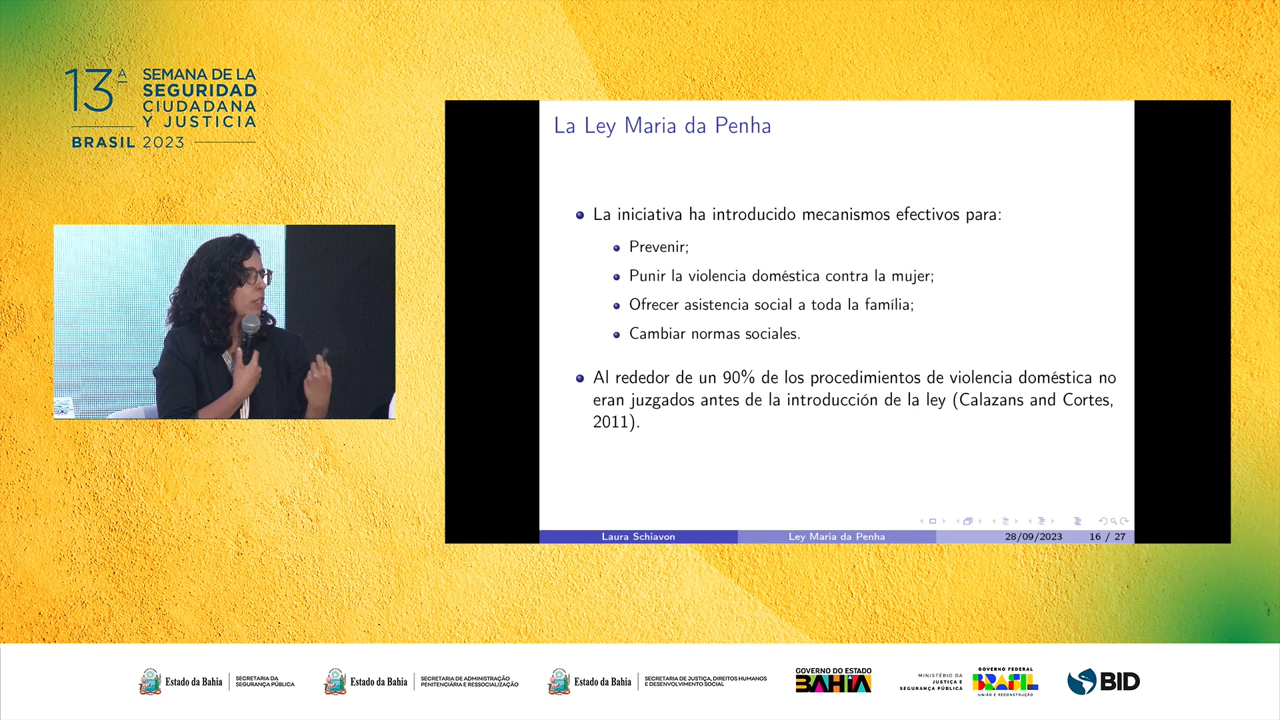 13ª SEMANA DE LA
SEGURIDAD
CIUDADANA
Y JUSTICIA
BRASIL 2023
La Ley Maria da Penha
La iniciativa ha introducido mecanismos efectivos para:
Prevenir;
Punir la violencia doméstica contra la mujer;
Ofrecer asistencia social a toda la família;
Cambiar normas sociales.
Al rededor de un 90% de los procedimientos de violencia doméstica no
eran juzgados antes de la introducción de la ley (Calazans and Cortes,
2011).
Laura Schiavon
Ley Maria da Penha
28/09/2023
16 / 27
Estado da Bahia
SECRETARIA DA
SEGURANÇA PÚBLICA
Estado da Bahia
SECRETARIA DE ADMINISTRAÇÃO
PENITENCIÁRIA E RESSOCIALIZAÇÃO
Estado da Bahia
SECRETARIA DE JUSTIÇA, DIREITOS HUMANOS
E DESENVOLVIMENTO SOCIAL
GOVERNO DO ESTADO
BAHIA
MINISTÉRIO DA
JUSTIÇA E
SEGURANÇA PÚBLICA
GOVERNO FEDERAL
BRASIL
UNIÃO E RECONSTRUÇÃO
BID